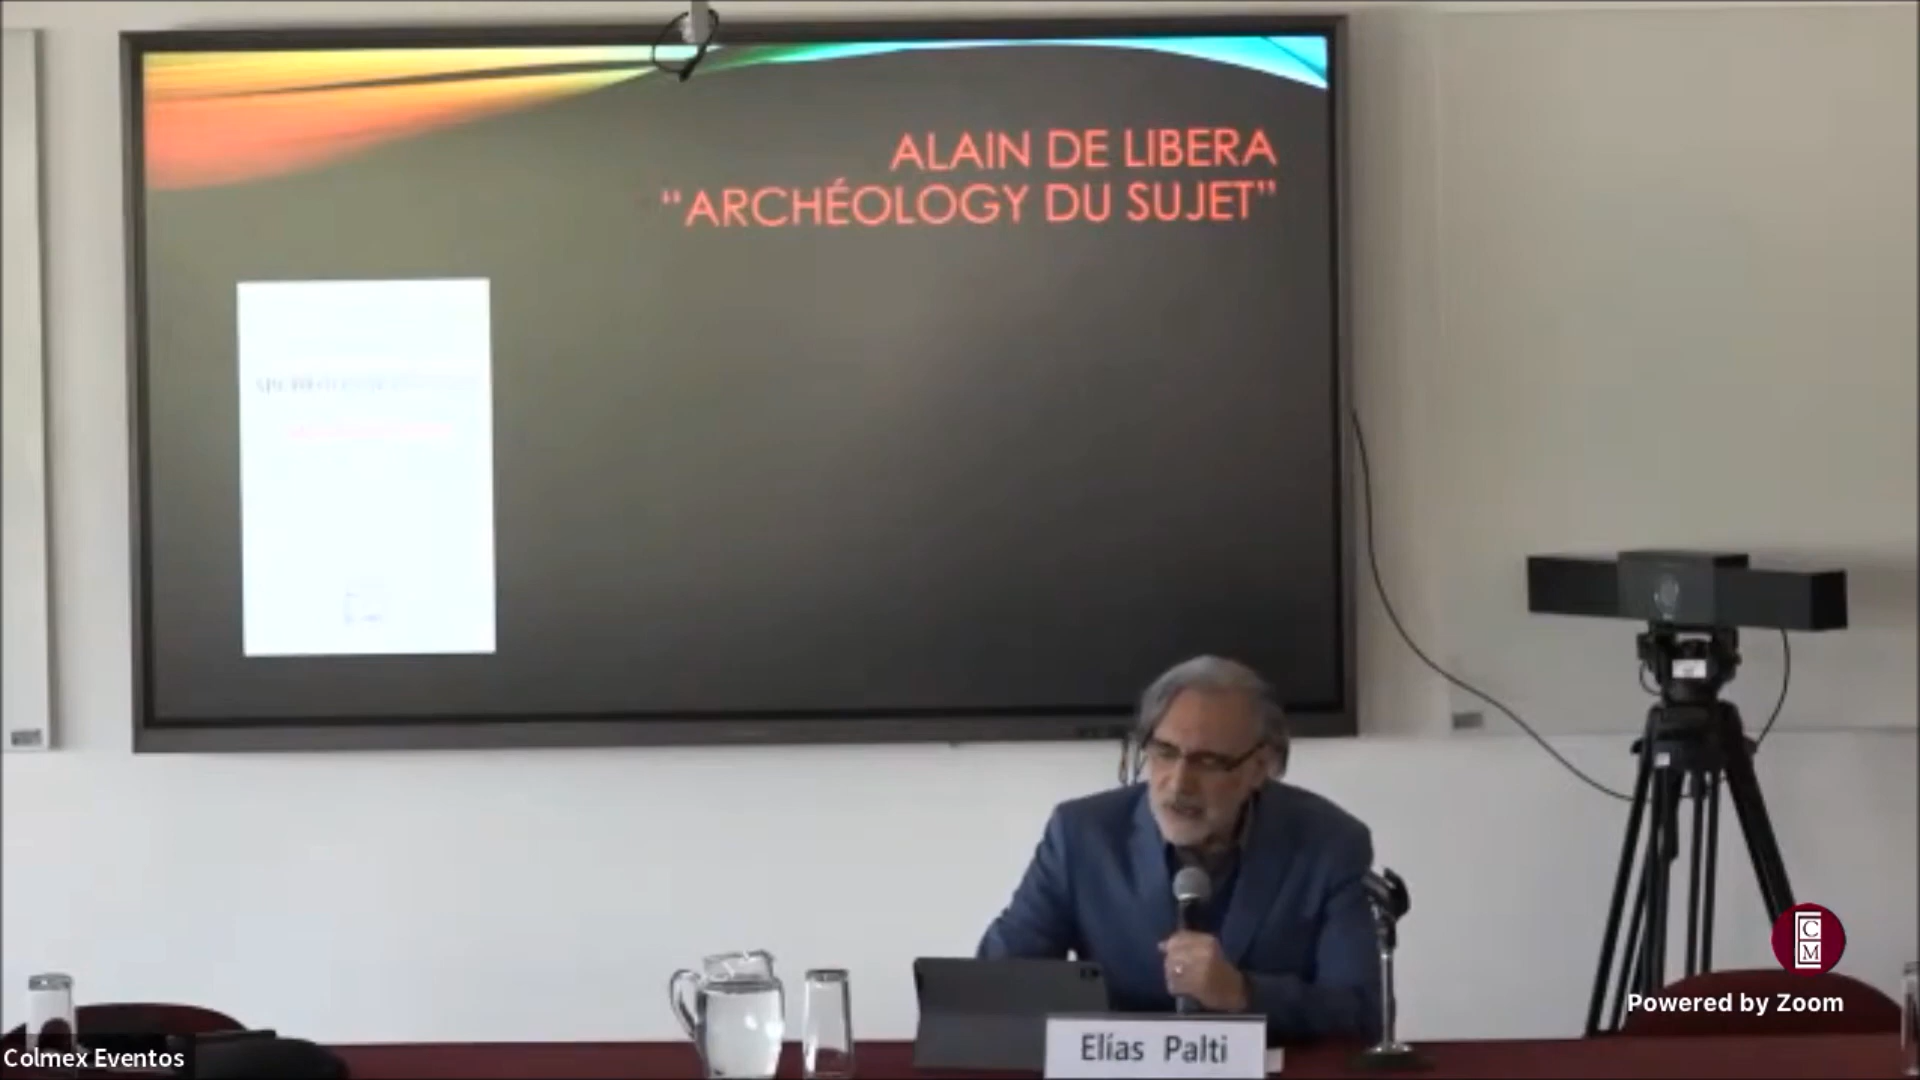 ALAIN DE LIBERA
“ARCHÉOLOGY DU SUJET”
C
M
Powered by Zoom
Elías Palti
Colmex Eventos